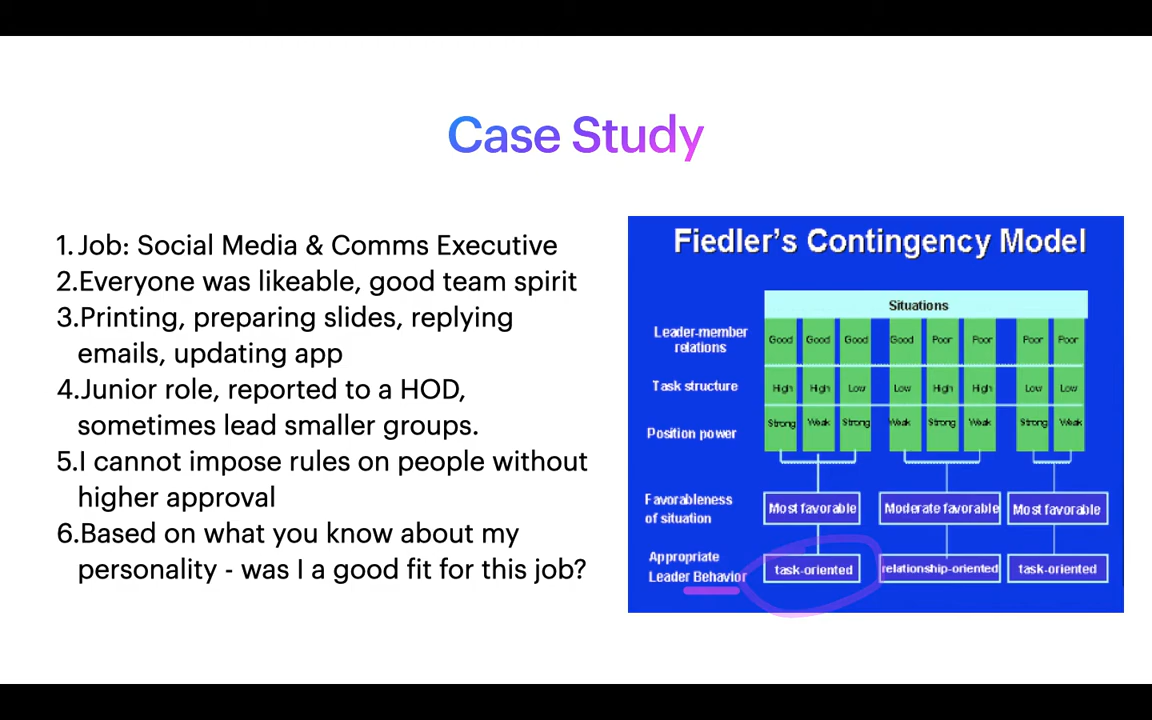 Case Study
1. Job: Social Media & Comms Executive
2.Everyone was likeable, good team spirit
3.Printing, preparing slides, replying
emails, updating app
4.Junior role, reported to a HOD,
sometimes lead smaller groups.
5.I cannot impose rules on people without
higher approval
6.Based on what you know about my
personality - was I a good fit for this job?
Fiedler's Contingency Model
Situations
Leader-member
relations
Good Good Good Good Poor Poor Poor Poor
Task structure
High High Low Low High High Low Low
Position power
Strong Weak Strong Weak Strong Weak Strong Weak
Favorableness
of situation
Most favorable Moderate favorable Most favorable
Appropriate
Leader Behavior
task-oriented relationship-oriented task-oriented